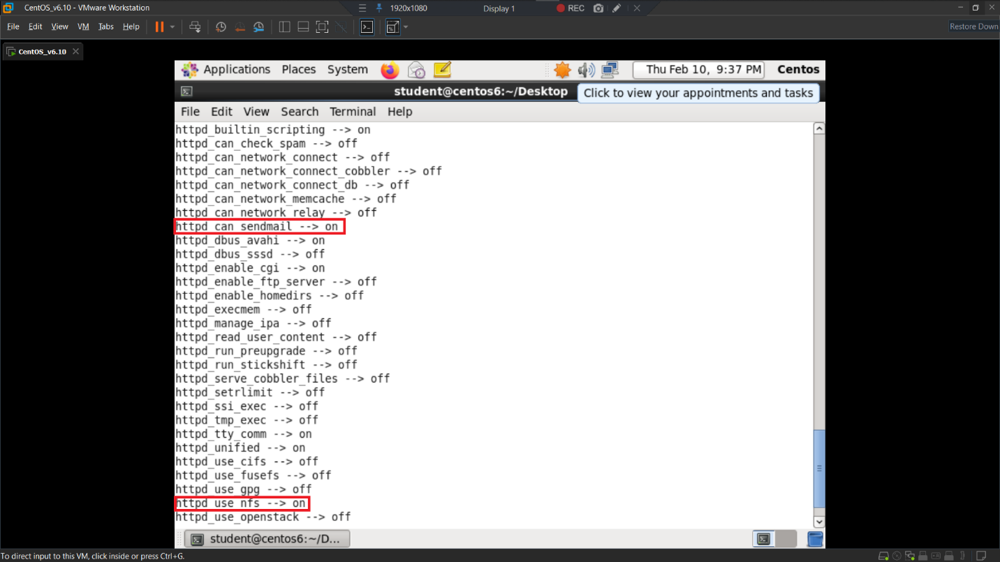 CentOS_v6.10 - VMware Workstation
1920x1080
Display 1
REC
File Edit View VM Tabs Help
Restore Down
CentOS_v6.10
Applications Places System
Thu Feb 10, 9:37 PM
Centos
student@centos6:~/Desktop
Click to view your appointments and tasks
File Edit View Search Terminal Help
httpd_builtin_scripting --> on
httpd_can_check_spam --> off
httpd_can_network_connect --> off
httpd_can_network_connect_cobbler --> off
httpd_can_network_connect_db --> off
httpd_can_network_memcache --> off
httpd_can_network_relay --> off
httpd_can_sendmail --> on
httpd_dbus_avahi --> on
httpd_dbus_sssd --> off
httpd_enable_cgi --> on
httpd_enable_ftp_server --> off
httpd_enable_homedirs --> off
httpd_execmem --> off
httpd_manage_ipa --> off
httpd_read_user_content --> off
httpd_run_preupgrade --> off
httpd_run_stickshift --> off
httpd_serve_cobbler_files --> off
httpd_setrlimit --> off
httpd_ssi_exec --> off
httpd_tmp_exec --> off
httpd_tty_comm --> on
httpd_unified --> on
httpd_use_cifs --> off
httpd_use_fusefs --> off
httpd_use_gpg --> off
httpd_use_nfs --> on
httpd_use_openstack --> off
student@centos6:~/D...
To direct input to this VM, click inside or press Ctrl+G.